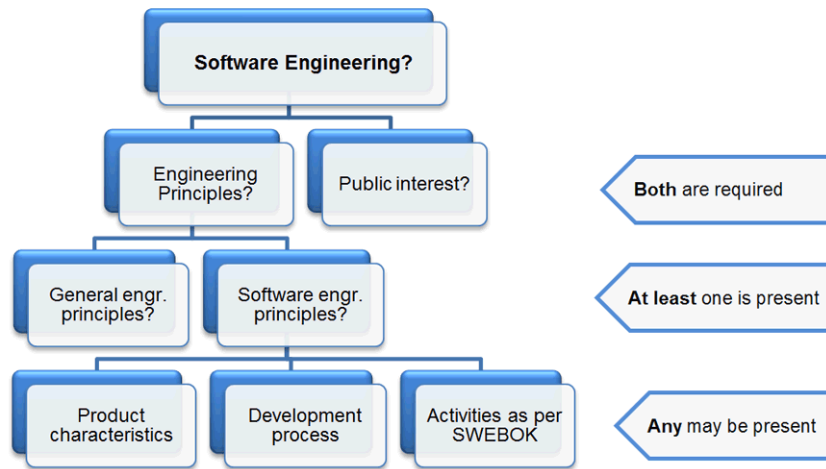 Software Engineering?
Engineering
Principles?
Public interest?
Both are required
General engr.
principles?
Software engr.
principles?
At least one is present
Product
characteristics
Development
process
Activities as per
SWEBOK
Any may be present